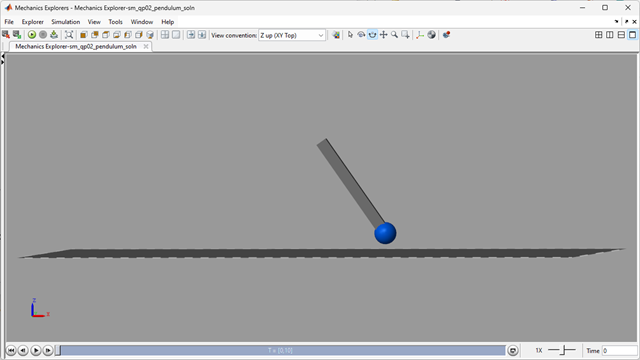 Mechanics Explorers - Mechanics Explorer-sm_qp02_pendulum_soln
File Explorer Simulation View Tools Window Help
View convention: Z up (XY Top)
Mechanics Explorer-sm_qp02_pendulum_soln
Z
X
T = [0,10]
1X
Time 0